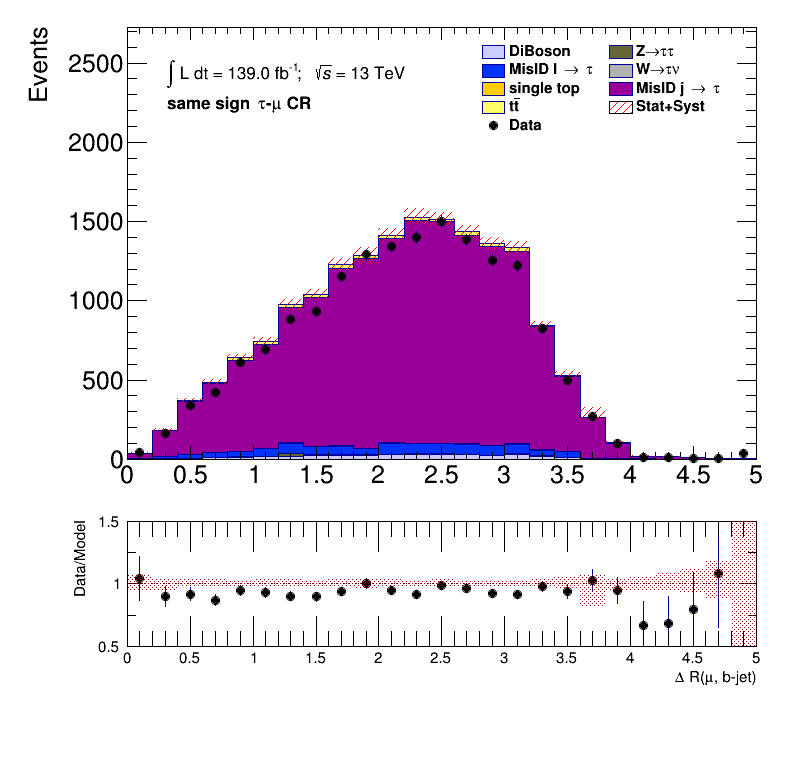 Events
2500
2000
1500
1000
500
0
∫ L dt = 139.0 fb⁻¹; √s = 13 TeV
same sign τ-μ CR
DiBoson
MisID l → τ
single top
tt̄
Data
Z→ττ
W→τν
MisID j → τ
Stat+Syst
0 0.5 1 1.5 2 2.5 3 3.5 4 4.5 5
Data/Model
1.5
1
0.5
0 0.5 1 1.5 2 2.5 3 3.5 4 4.5 5
Δ R(μ, b-jet)